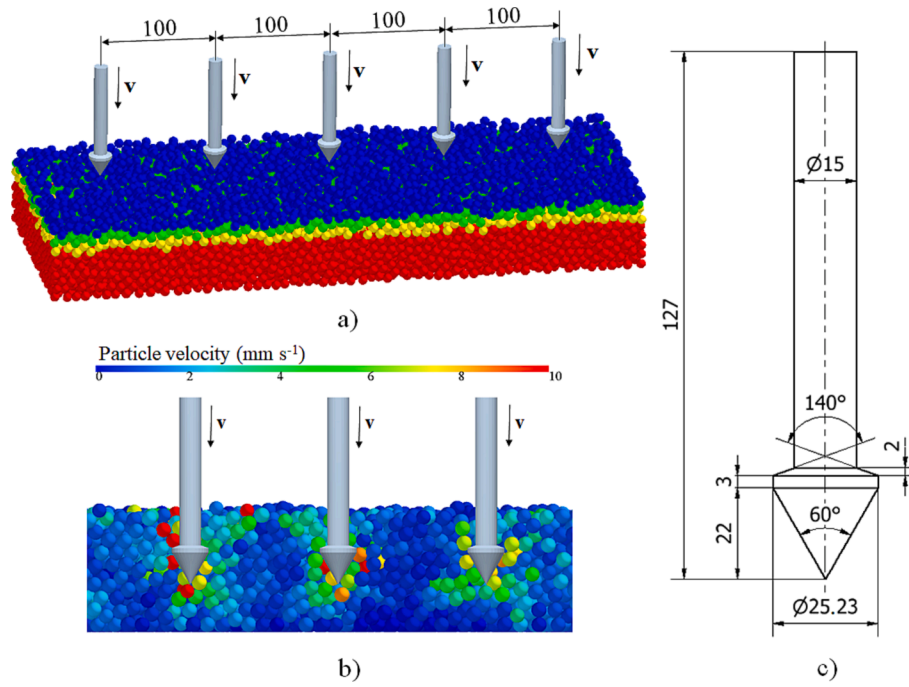 100 100 100 100
v v v v v
a)
Particle velocity (mm s⁻¹)
0 2 4 6 8 10
v v v
b)
Ø15
127
140°
2
3
22
60°
Ø25.23
c)